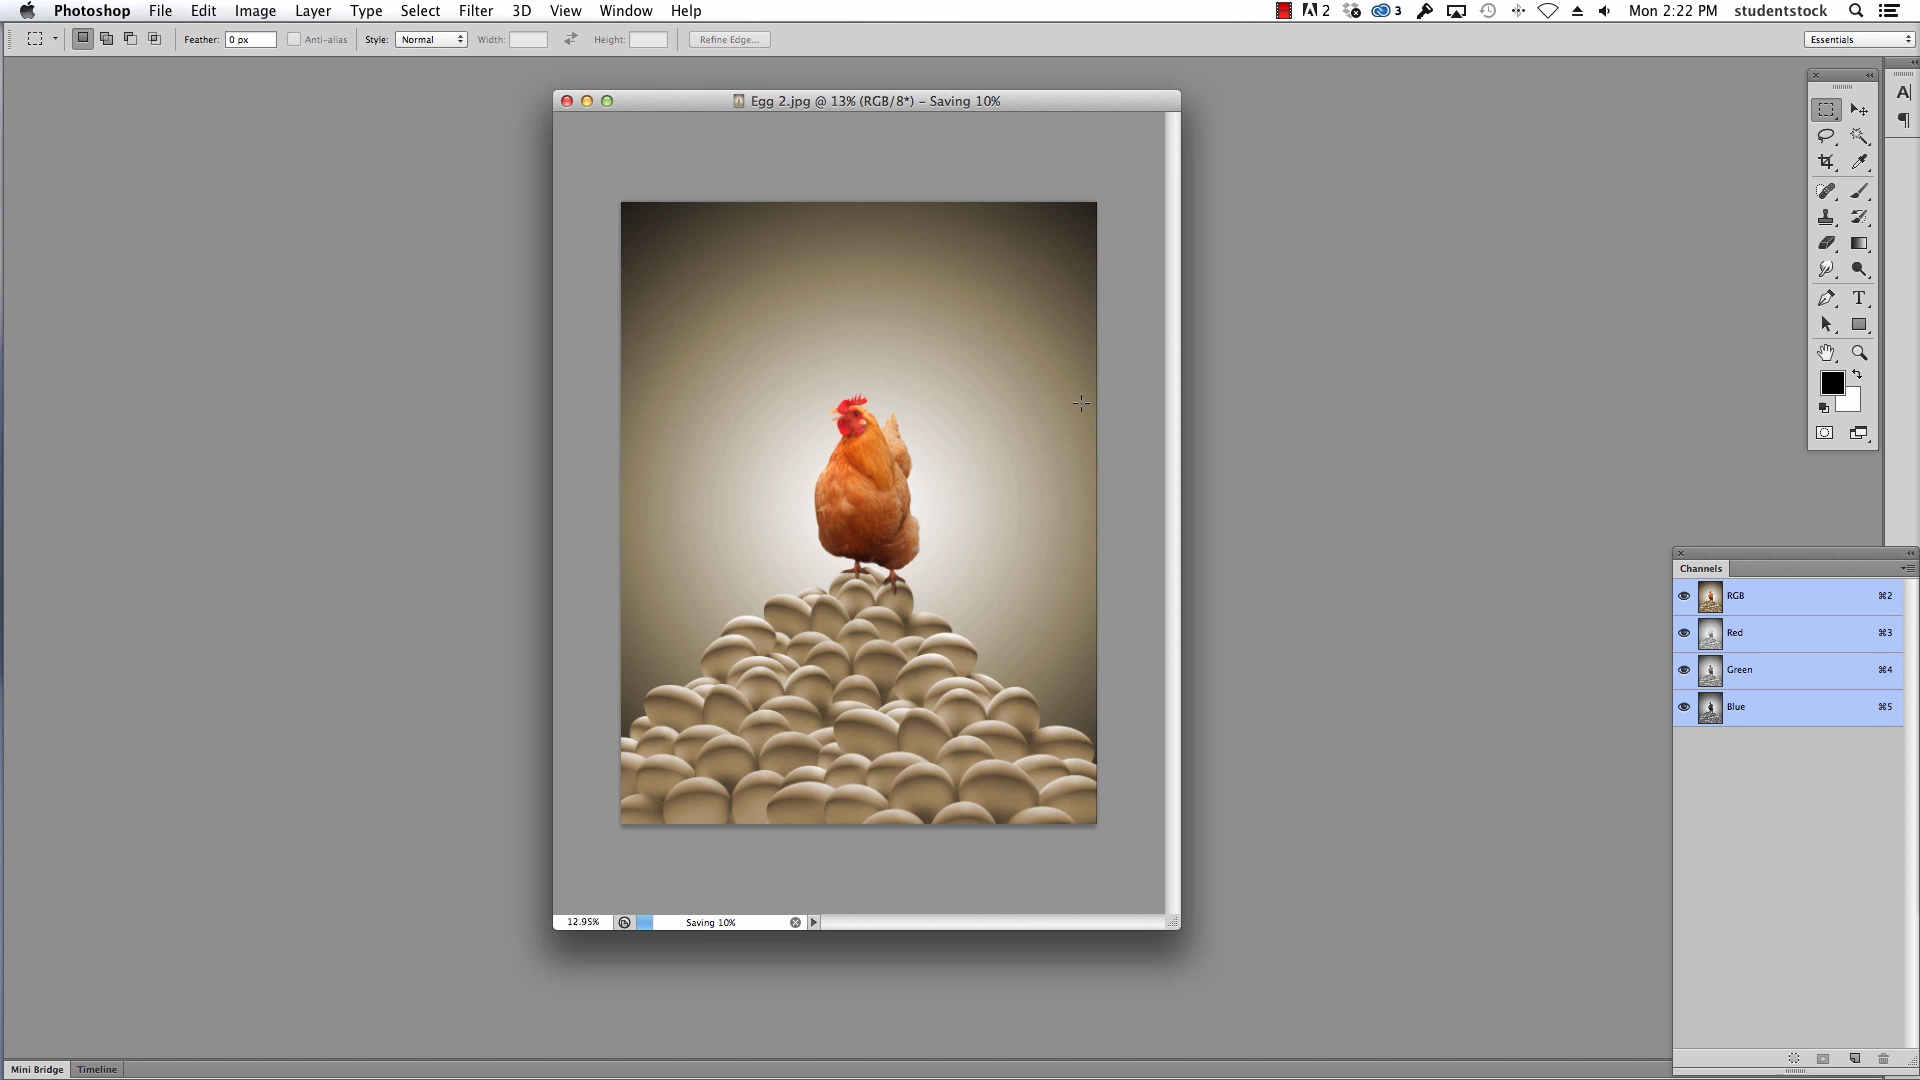 Photoshop File Edit Image Layer Type Select Filter 3D View Window Help 2 3 Mon 2:22 PM studentstock
Feather: 0 px Anti-alias Style: Normal Width: Height: Refine Edge... Essentials
Egg 2.jpg @ 13% (RGB/8*) – Saving 10%
Channels
RGB ⌘2
Red ⌘3
Green ⌘4
Blue ⌘5
12.95% Saving 10%
Mini Bridge Timeline